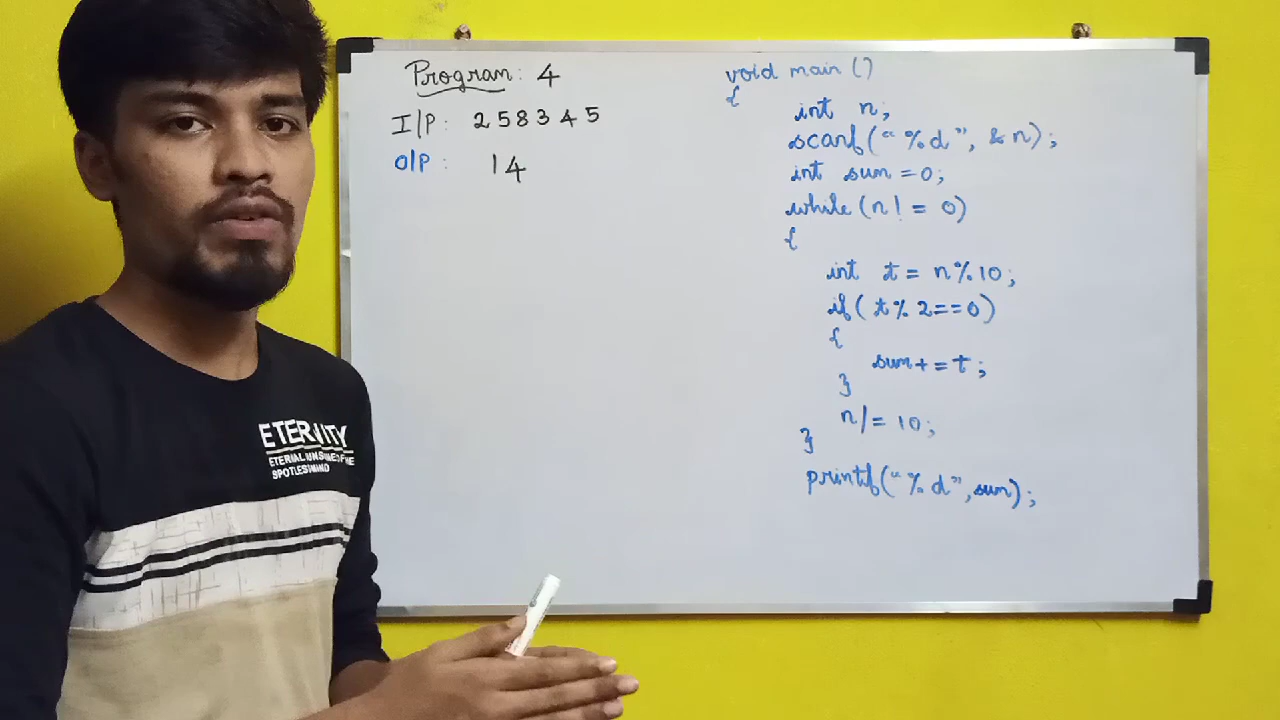 Program: 4
I/P: 258345
O/P: 14
void main ()
{
int n;
scanf("%d", &n);
int sum =0;
while (n! = 0)
{
int t = n%10;
if( t% 2==0)
{
sum+ =t;
}
n/= 10;
}
printf("%d",sum);
ETERNITY
SPOTLES